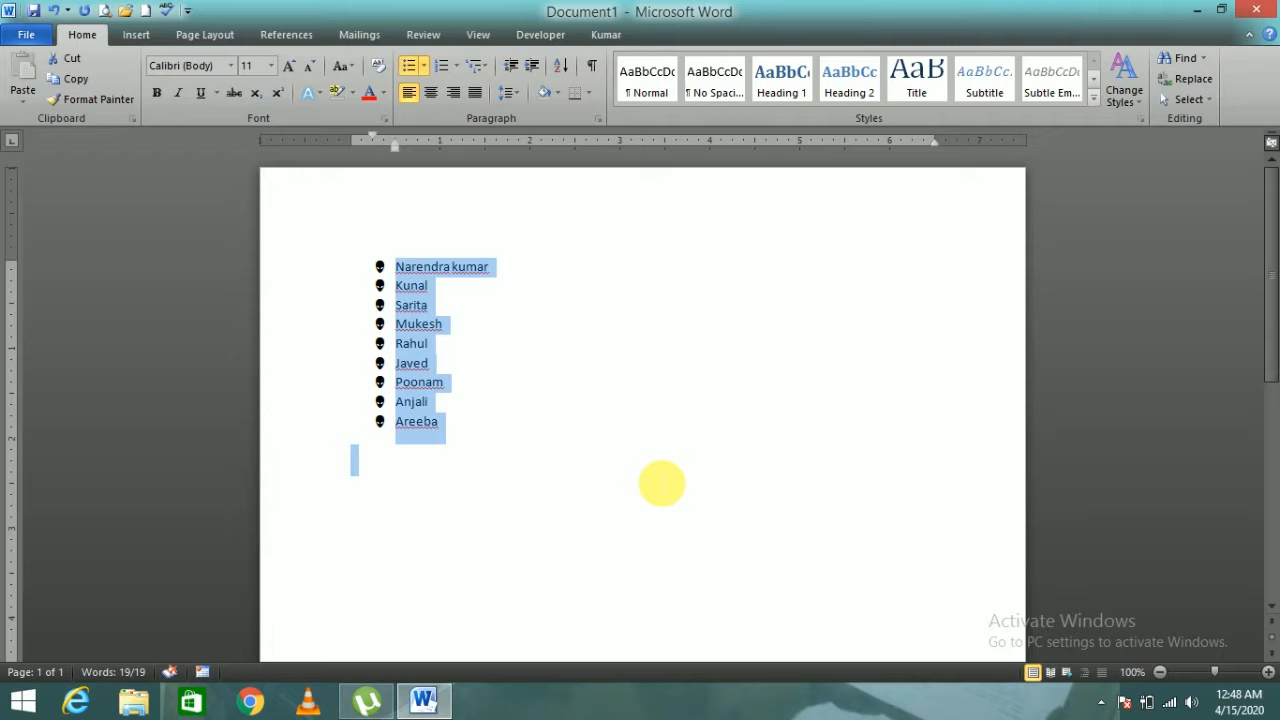 Document1 - Microsoft Word
File Home Insert Page Layout References Mailings Review View Developer Kumar
Paste
Cut
Copy
Format Painter
Clipboard
Calibri (Body) 11
Font
Paragraph
AaBbCcDc AaBbCcDc AaBbC AaBbCc AaB AaBbCc. AaBbCcDc
¶ Normal ¶ No Spaci... Heading 1 Heading 2 Title Subtitle Subtle Em...
Styles
Change
Styles
Find
Replace
Select
Editing
Narendra kumar
Kunal
Sarita
Mukesh
Rahul
Javed
Poonam
Anjali
Areeba
Activate Windows
Go to PC settings to activate Windows.
Page: 1 of 1 Words: 19/19 100%
12:48 AM
4/15/2020